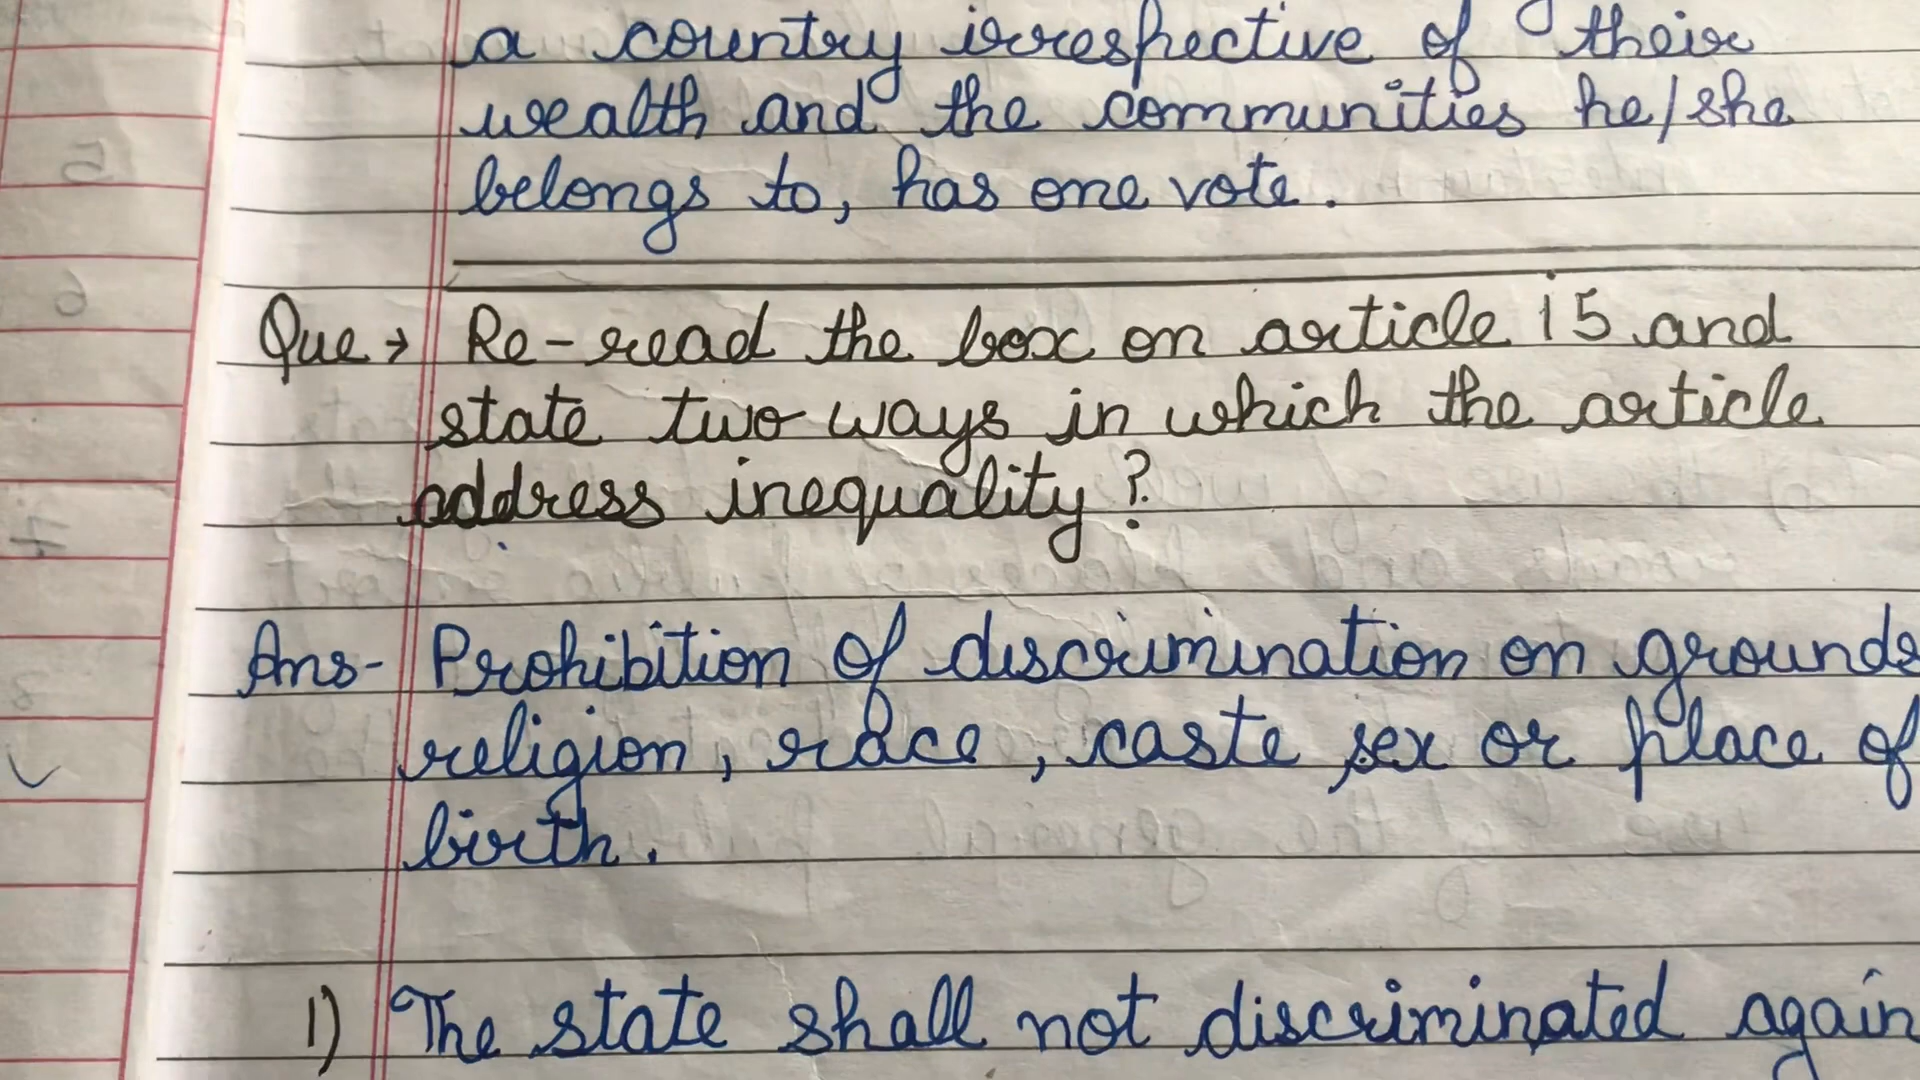 a country irrespective of their
wealth and the communities he/she
belongs to, has one vote.
Que → Re-read the box on article 15 and
state two ways in which the article
address inequality?
Ans- Prohibition of discrimination on grounds
religion, race, caste sex or place of
birth.
1) The state shall not discriminated again